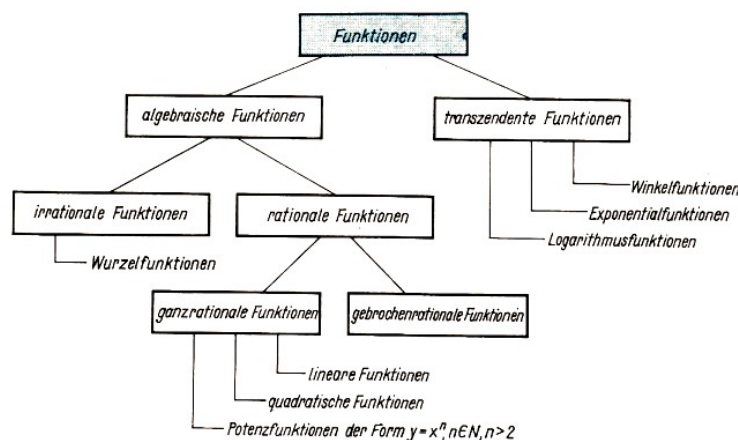 Funktionen
algebraische Funktionen
transzendente Funktionen
irrationale Funktionen
rationale Funktionen
Winkelfunktionen
Exponentialfunktionen
Logarithmusfunktionen
Wurzelfunktionen
ganzrationale Funktionen
gebrochenrationale Funktionen
lineare Funktionen
quadratische Funktionen
Potenzfunktionen der Form y = xⁿ, n∈N, n>2